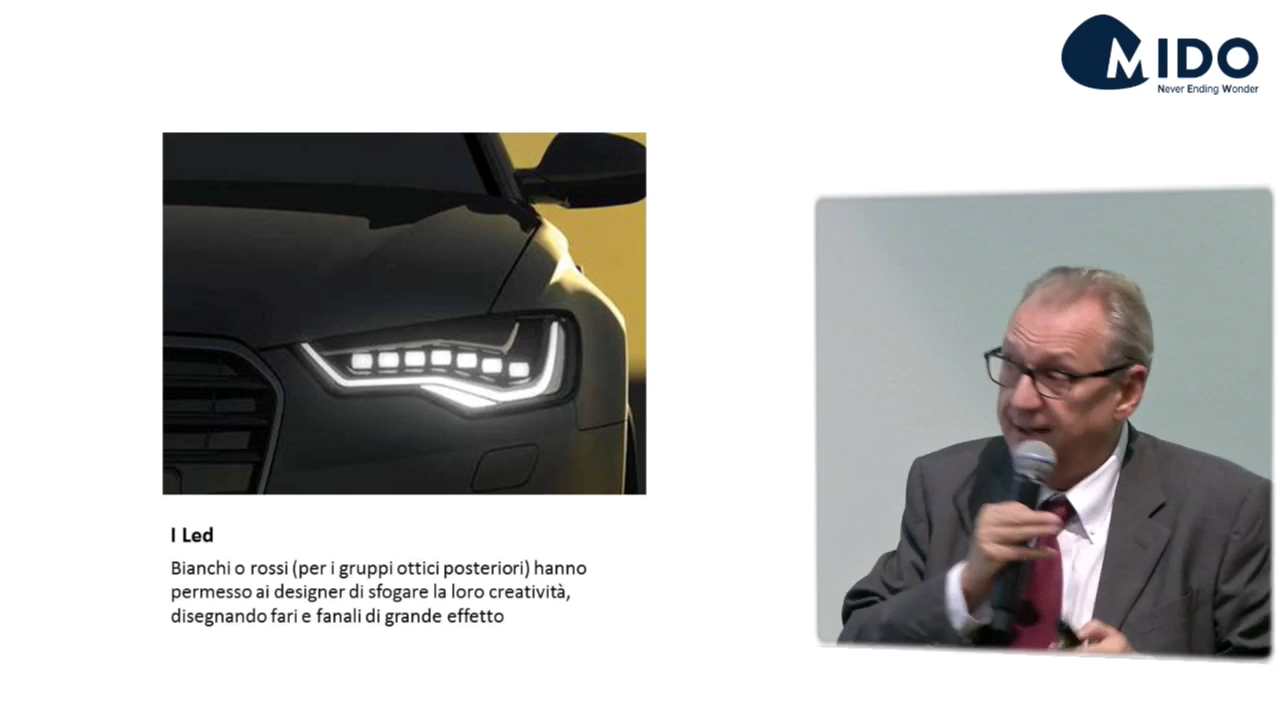 MIDO
Never Ending Wonder
I Led
Bianchi o rossi (per i gruppi ottici posteriori) hanno
permesso ai designer di sfogare la loro creatività,
disegnando fari e fanali di grande effetto